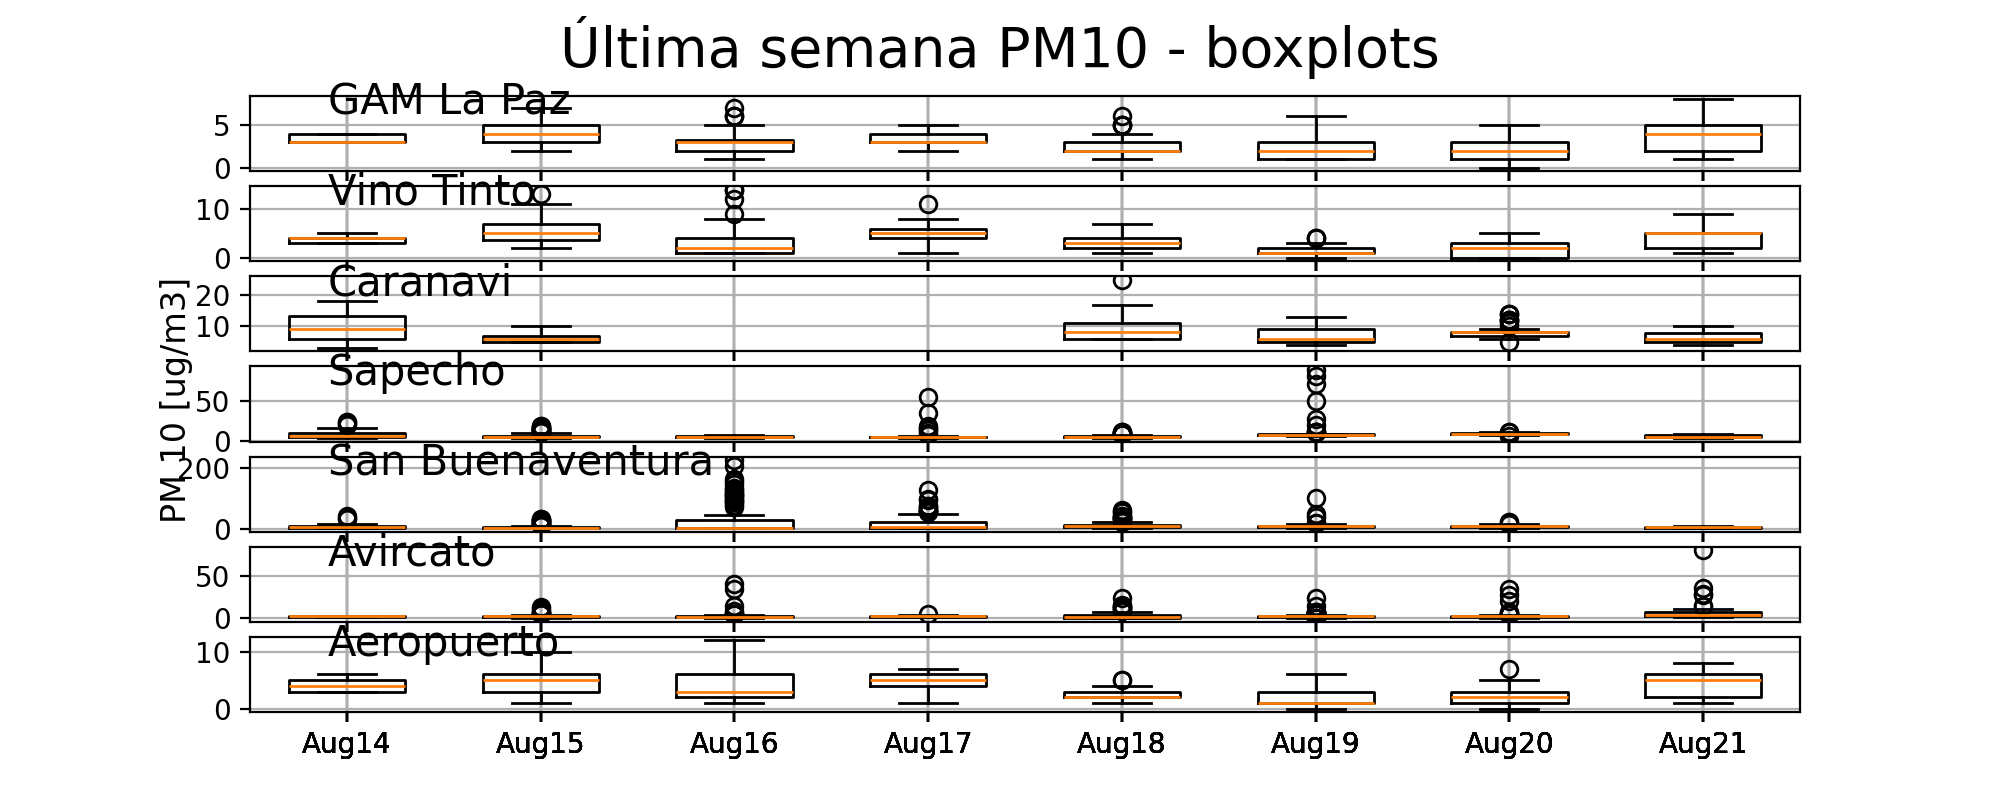 Última semana PM10 - boxplots
GAM La Paz
5
0
Vino Tinto
10
0
Caranavi
20
10
PM 10 [ug/m3]
Sapecho
50
0
San Buenaventura
200
0
Avircato
50
0
Aeropuerto
10
0
Aug14 Aug15 Aug16 Aug17 Aug18 Aug19 Aug20 Aug21